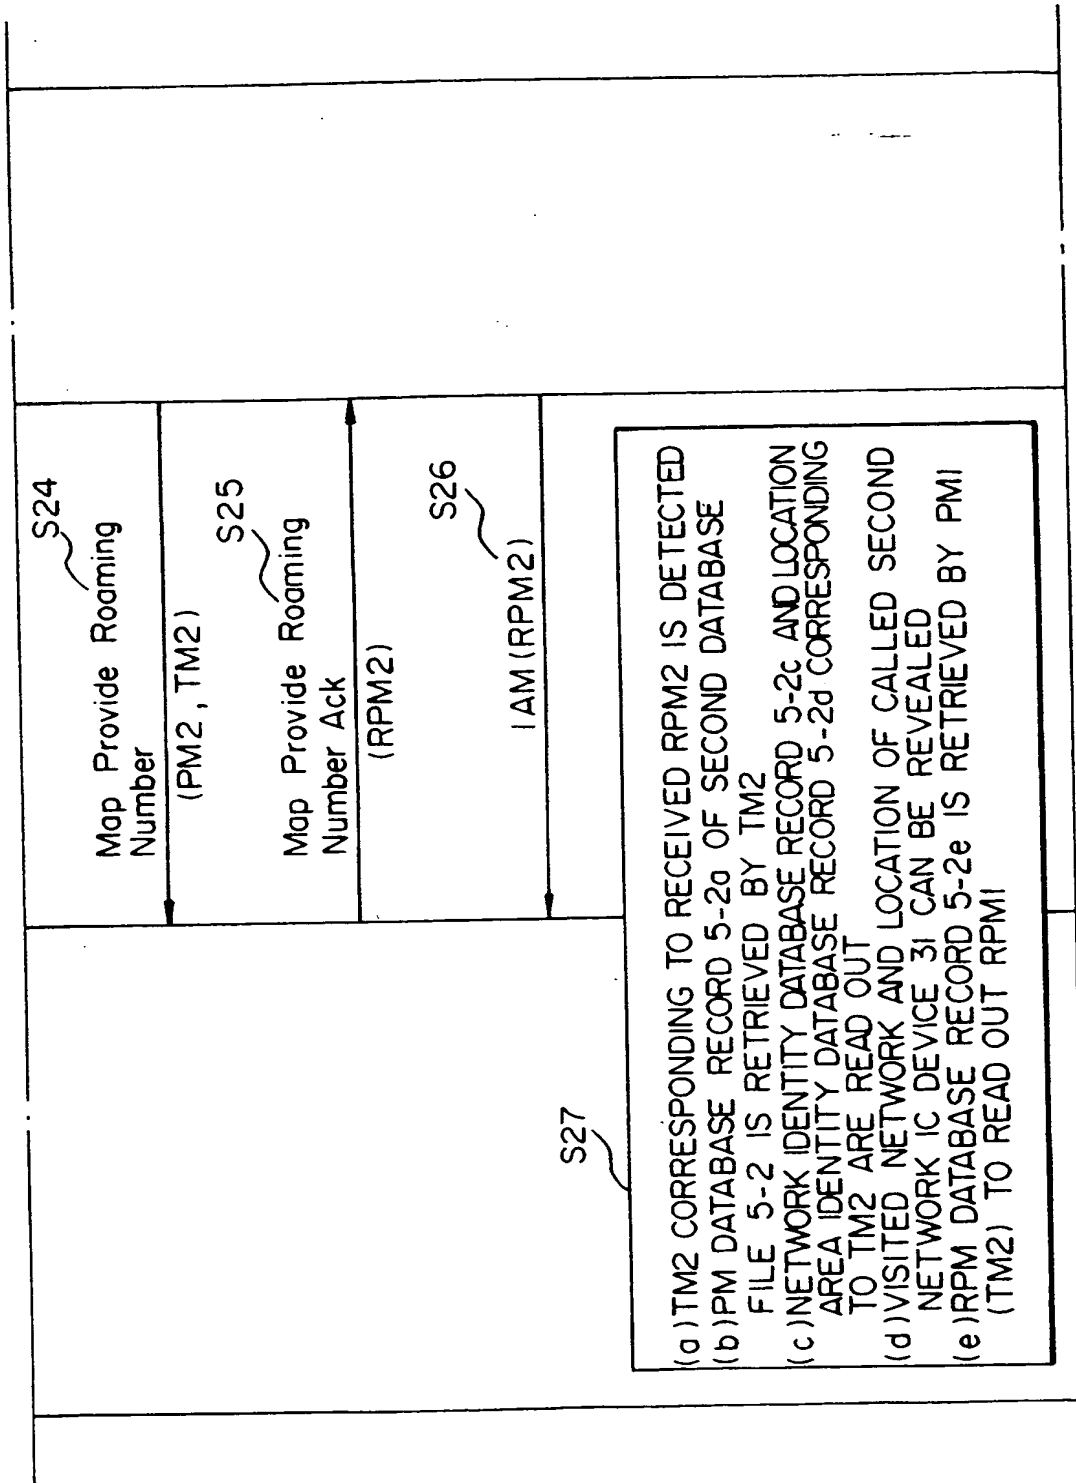 S24
Map Provide Roaming
Number
(PM2, TM2)
S25
Map Provide Roaming
Number Ack
(RPM2)
S26
IAM(RPM2)
S27
(a)TM2 CORRESPONDING TO RECEIVED RPM2 IS DETECTED
(b)PM DATABASE RECORD 5-2a OF SECOND DATABASE
FILE 5-2 IS RETRIEVED BY TM2
(c)NETWORK IDENTITY DATABASE RECORD 5-2c AND LOCATION
AREA IDENTITY DATABASE RECORD 5-2d CORRESPONDING
TO TM2 ARE READ OUT
(d)VISITED NETWORK AND LOCATION OF CALLED SECOND
NETWORK IC DEVICE 31 CAN BE REVEALED
(e)RPM DATABASE RECORD 5-2e IS RETRIEVED BY PM1
(TM2) TO READ OUT RPM1